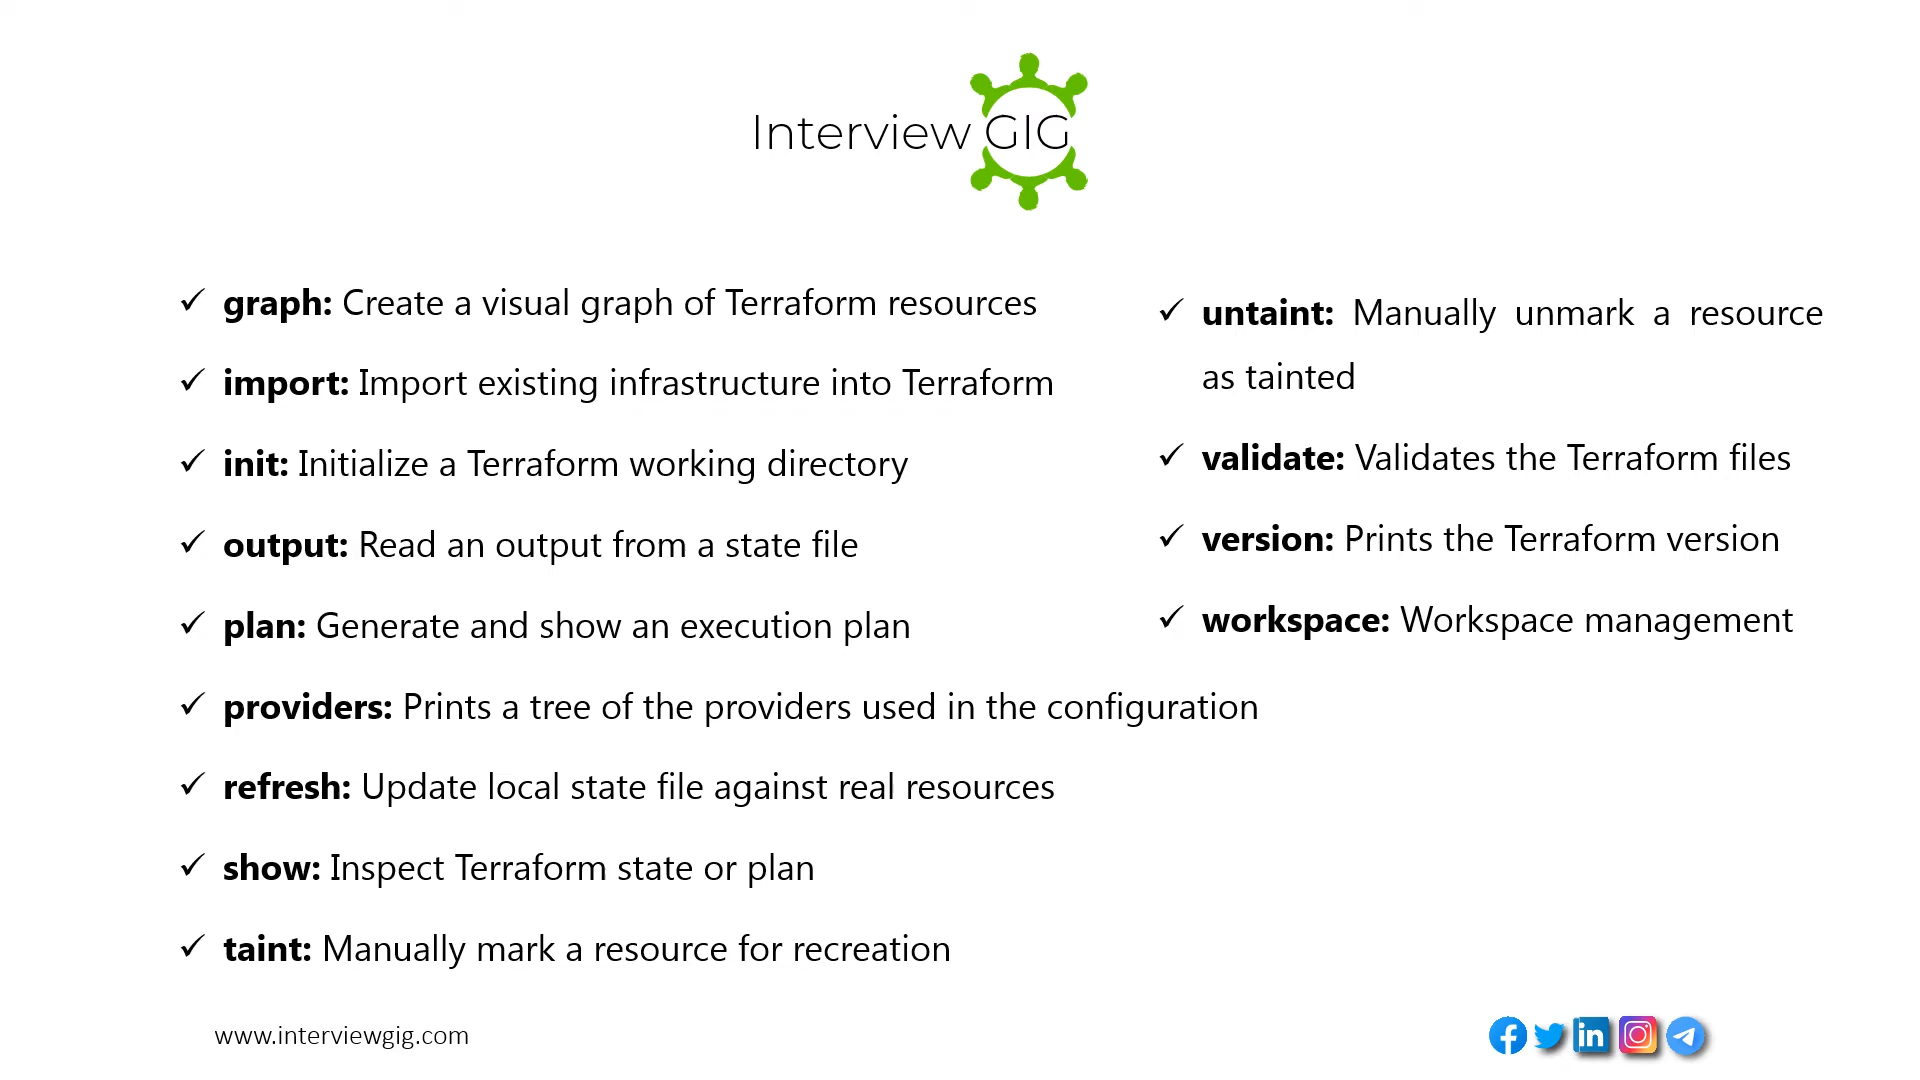 Interview GIG
graph: Create a visual graph of Terraform resources
import: Import existing infrastructure into Terraform
init: Initialize a Terraform working directory
output: Read an output from a state file
plan: Generate and show an execution plan
providers: Prints a tree of the providers used in the configuration
refresh: Update local state file against real resources
show: Inspect Terraform state or plan
taint: Manually mark a resource for recreation
untaint: Manually unmark a resource
as tainted
validate: Validates the Terraform files
version: Prints the Terraform version
workspace: Workspace management
www.interviewgig.com